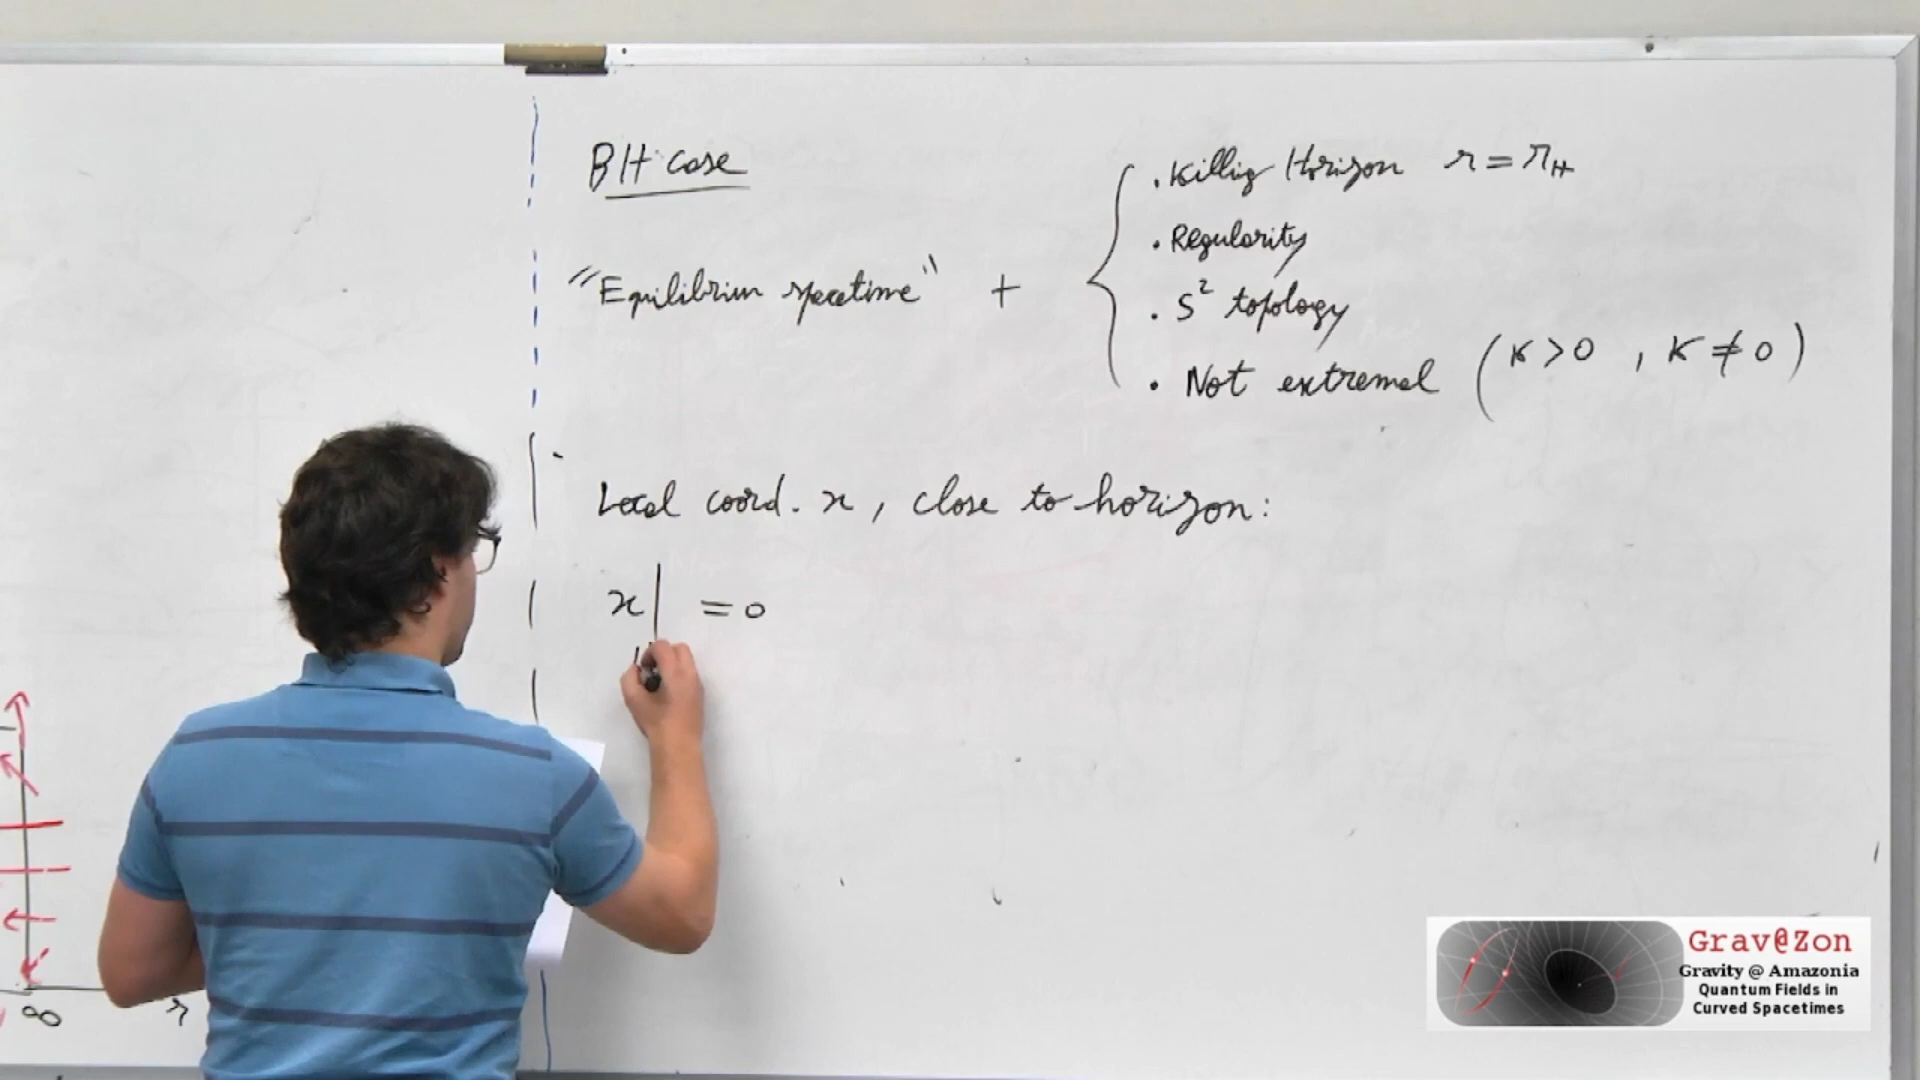 BH case
• Killig Horizon r = r_H
• Regularity
"Equilibrium spacetime" +
• S² topology
• Not extremal (κ > 0 , κ ≠ 0)
Local coord. x , close to horizon:
x| = 0
∞ r
Grav@Zon
Gravity @ Amazonia
Quantum Fields in
Curved Spacetimes